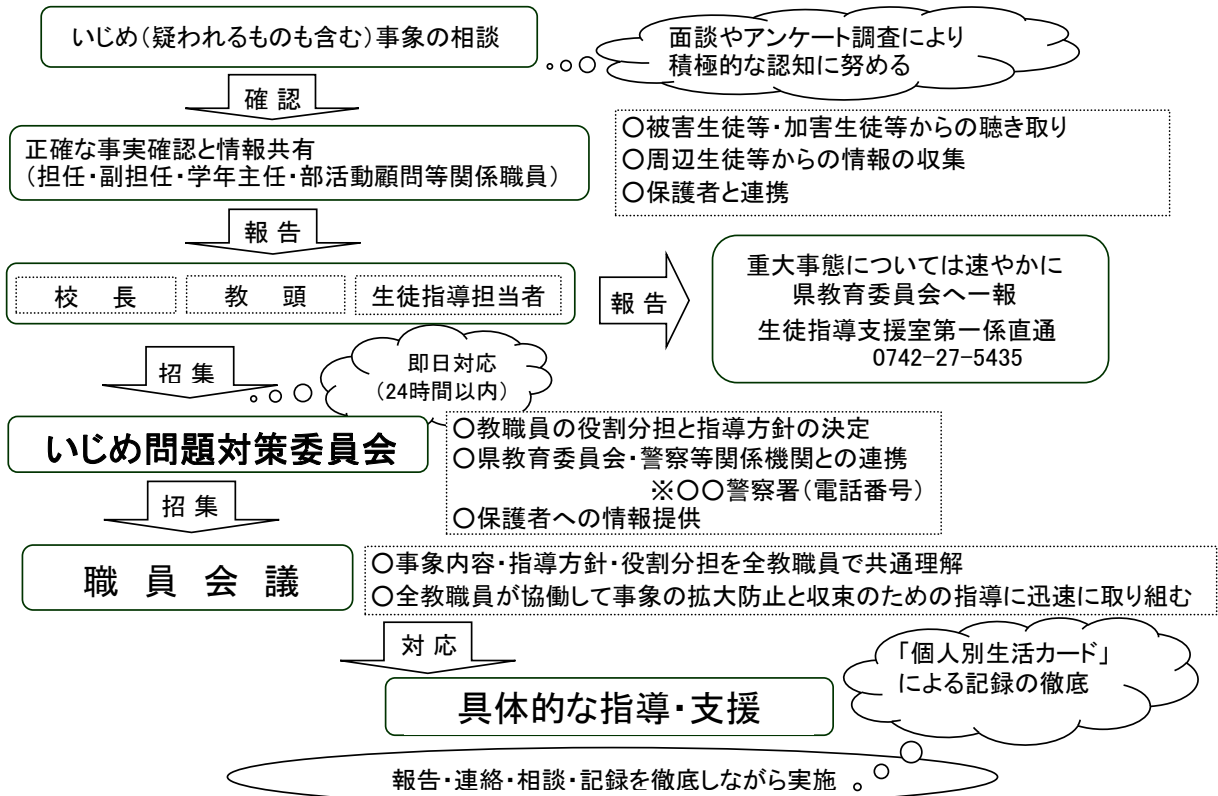 いじめ（疑われるものも含む）事象の相談
面談やアンケート調査により
積極的な認知に努める
確 認
正確な事実確認と情報共有
（担任・副担任・学年主任・部活動顧問等関係職員）
○被害生徒等・加害生徒等からの聴き取り
○周辺生徒等からの情報の収集
○保護者と連携
報 告
校　長
教　頭
生徒指導担当者
報 告
重大事態については速やかに
県教育委員会へ一報
生徒指導支援室第一係直通
0742-27-5435
招 集
即日対応
（24時間以内）
いじめ問題対策委員会
○教職員の役割分担と指導方針の決定
○県教育委員会・警察等関係機関との連携
※○○警察署（電話番号）
○保護者への情報提供
招 集
職 員 会 議
○事象内容・指導方針・役割分担を全教職員で共通理解
○全教職員が協働して事象の拡大防止と収束のための指導に迅速に取り組む
対 応
「個人別生活カード」
による記録の徹底
具体的な指導・支援
報告・連絡・相談・記録を徹底しながら実施